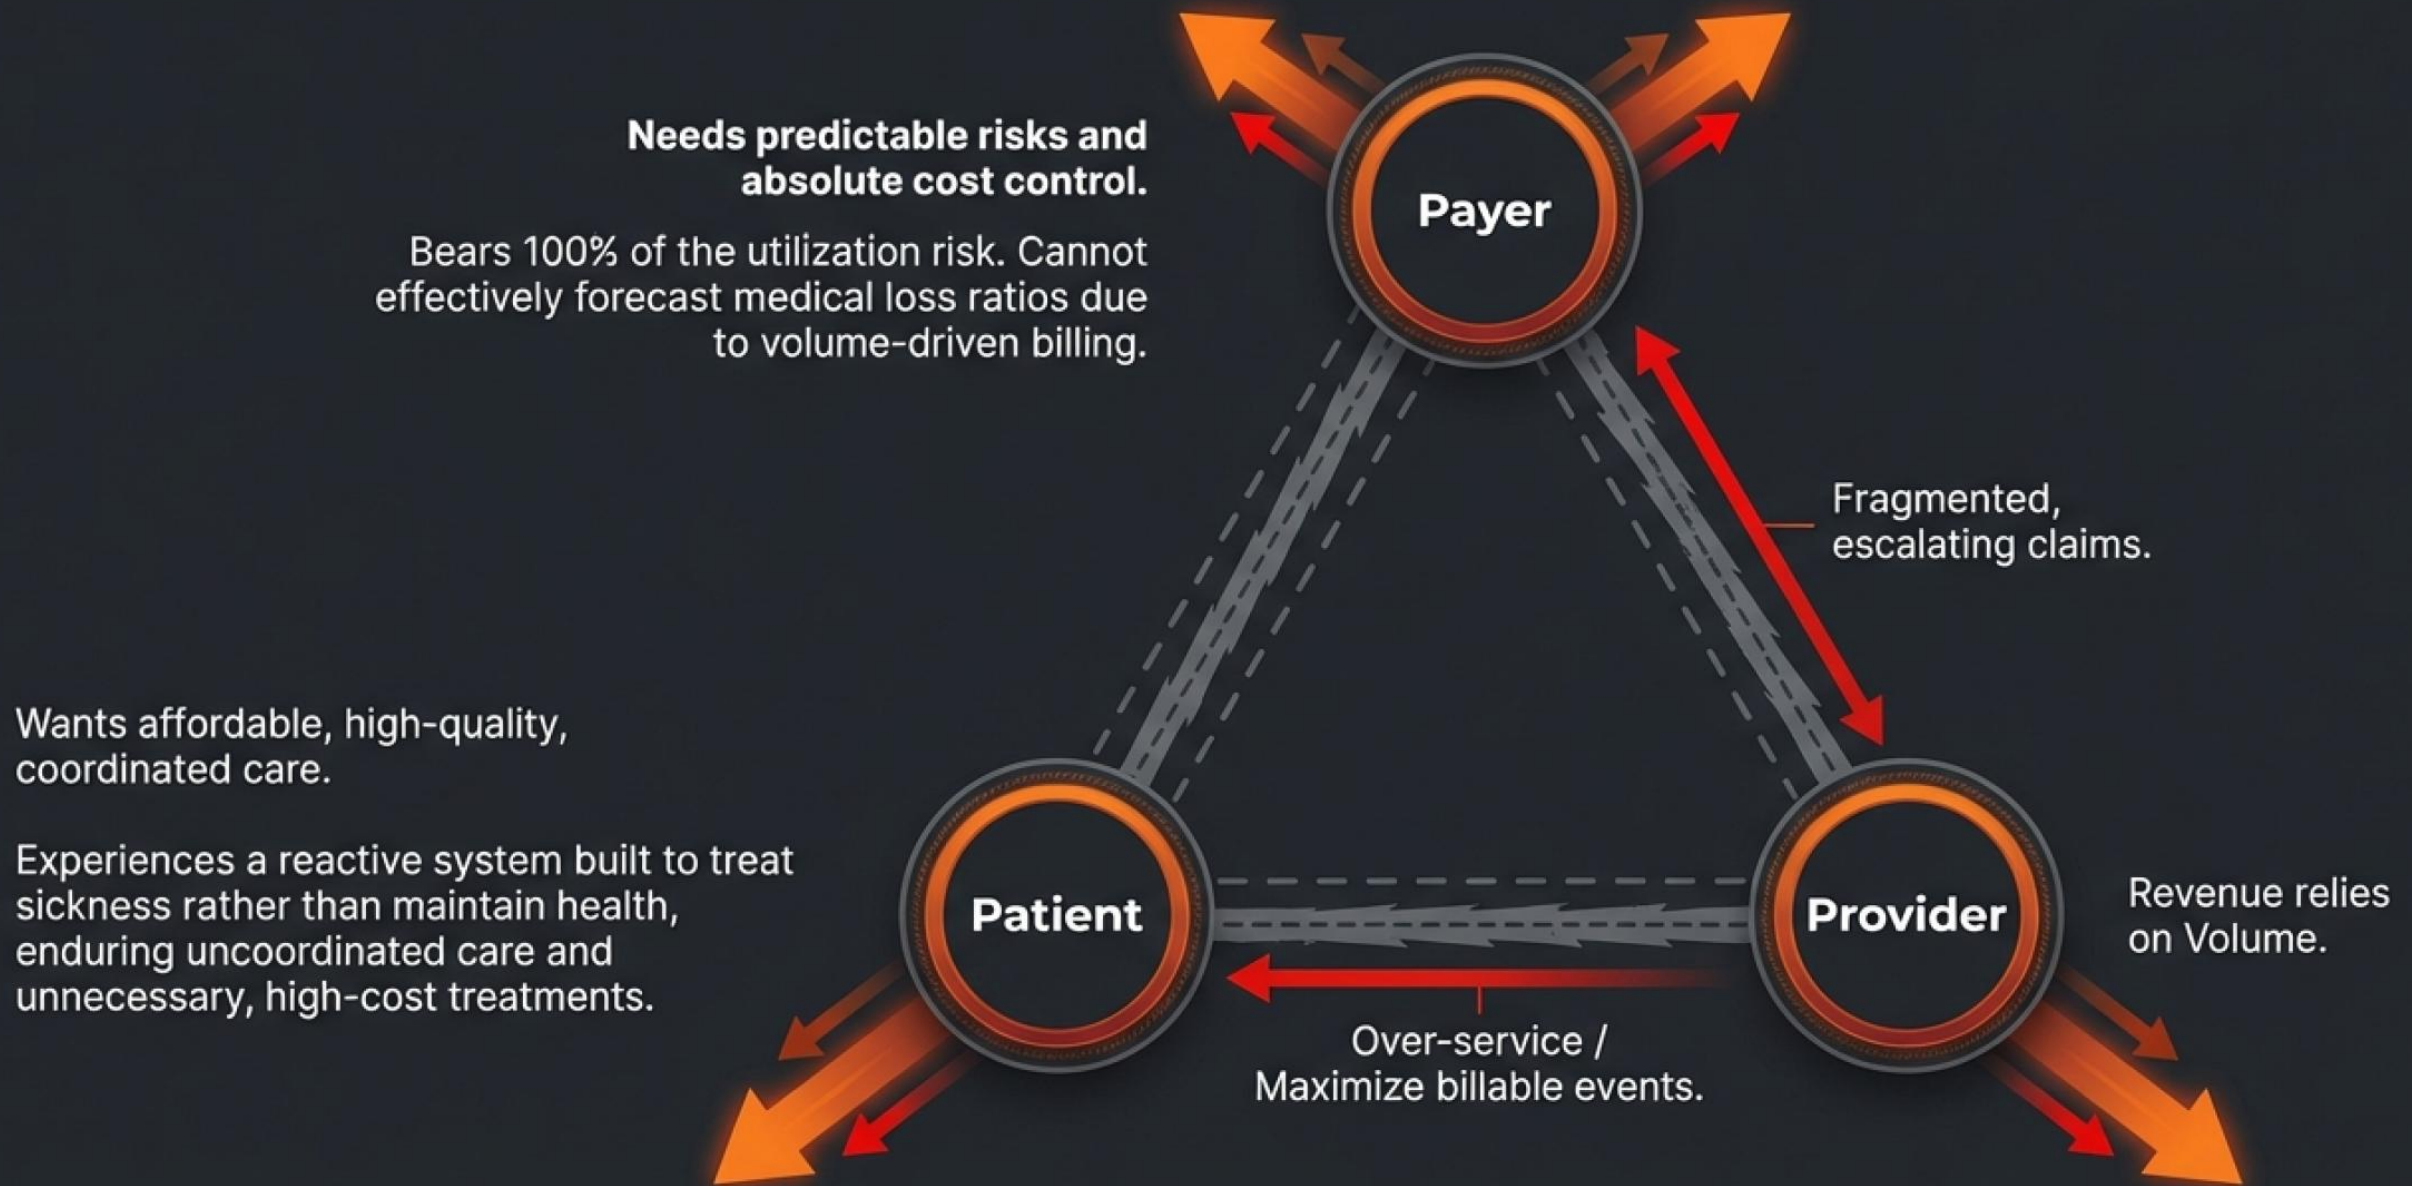 Needs predictable risks and
absolute cost control.
Bears 100% of the utilization risk. Cannot
effectively forecast medical loss ratios due
to volume-driven billing.
Payer
Fragmented,
escalating claims.
Wants affordable, high-quality,
coordinated care.
Experiences a reactive system built to treat
sickness rather than maintain health,
enduring uncoordinated care and
unnecessary, high-cost treatments.
Patient
Provider
Revenue relies
on Volume.
Over-service /
Maximize billable events.